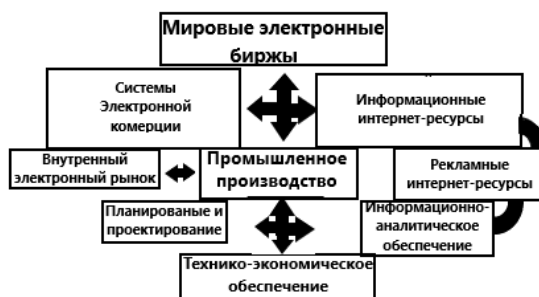 Мировые электронные
биржы
Системы
Электронной
комерции
Информационные
интернет-ресурсы
Внутренный
электронный рынок
Промышленное
производство
Рекламные
интернет-ресурсы
Планированые и
проектирование
Информационно-
аналитическое
обеспечение
Технико-экономическое
обеспечение